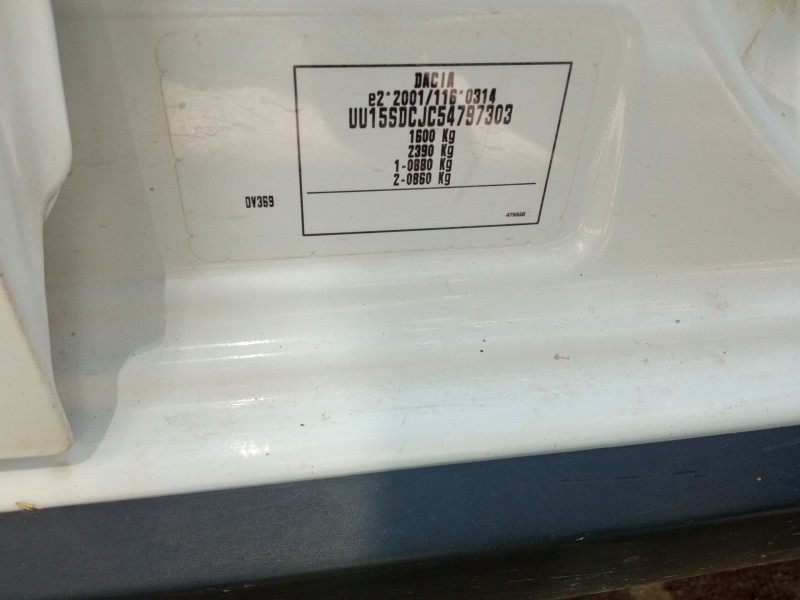 DACIA
e2*2001/116*0314
UU15SDCJC54797303
1600 Kg
2390 Kg
1-0880 Kg
2-0860 Kg
DV369